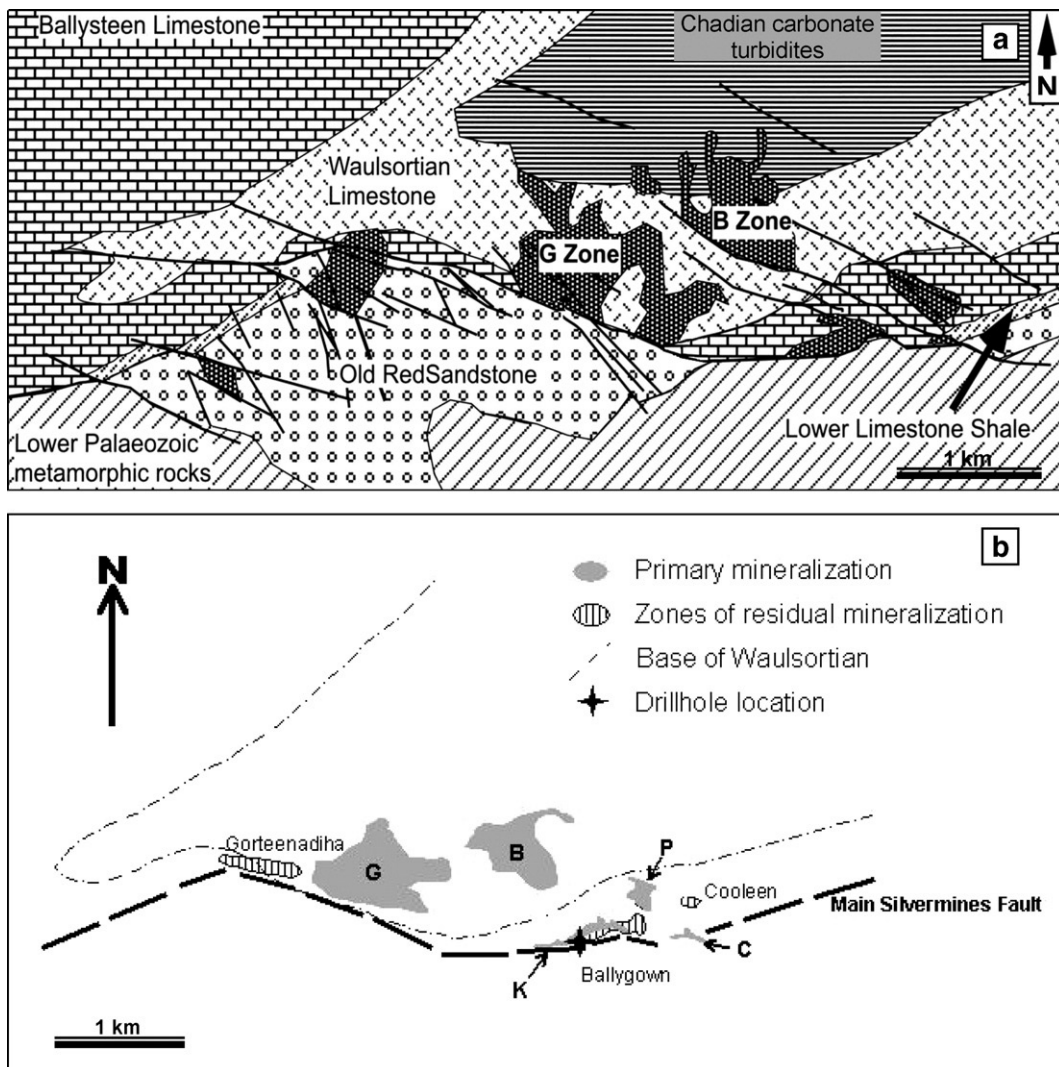 Ballysteen Limestone
Chadian carbonate
turbidites
a
N
Waulsortian
Limestone
B Zone
G Zone
Old RedSandstone
Lower Limestone Shale
Lower Palaeozoic
metamorphic rocks
1 km
b
N
Primary mineralization
Zones of residual mineralization
Base of Waulsortian
Drillhole location
Gorteenadiha
G
B
P
Cooleen
Main Silvermines Fault
C
Ballygown
K
1 km